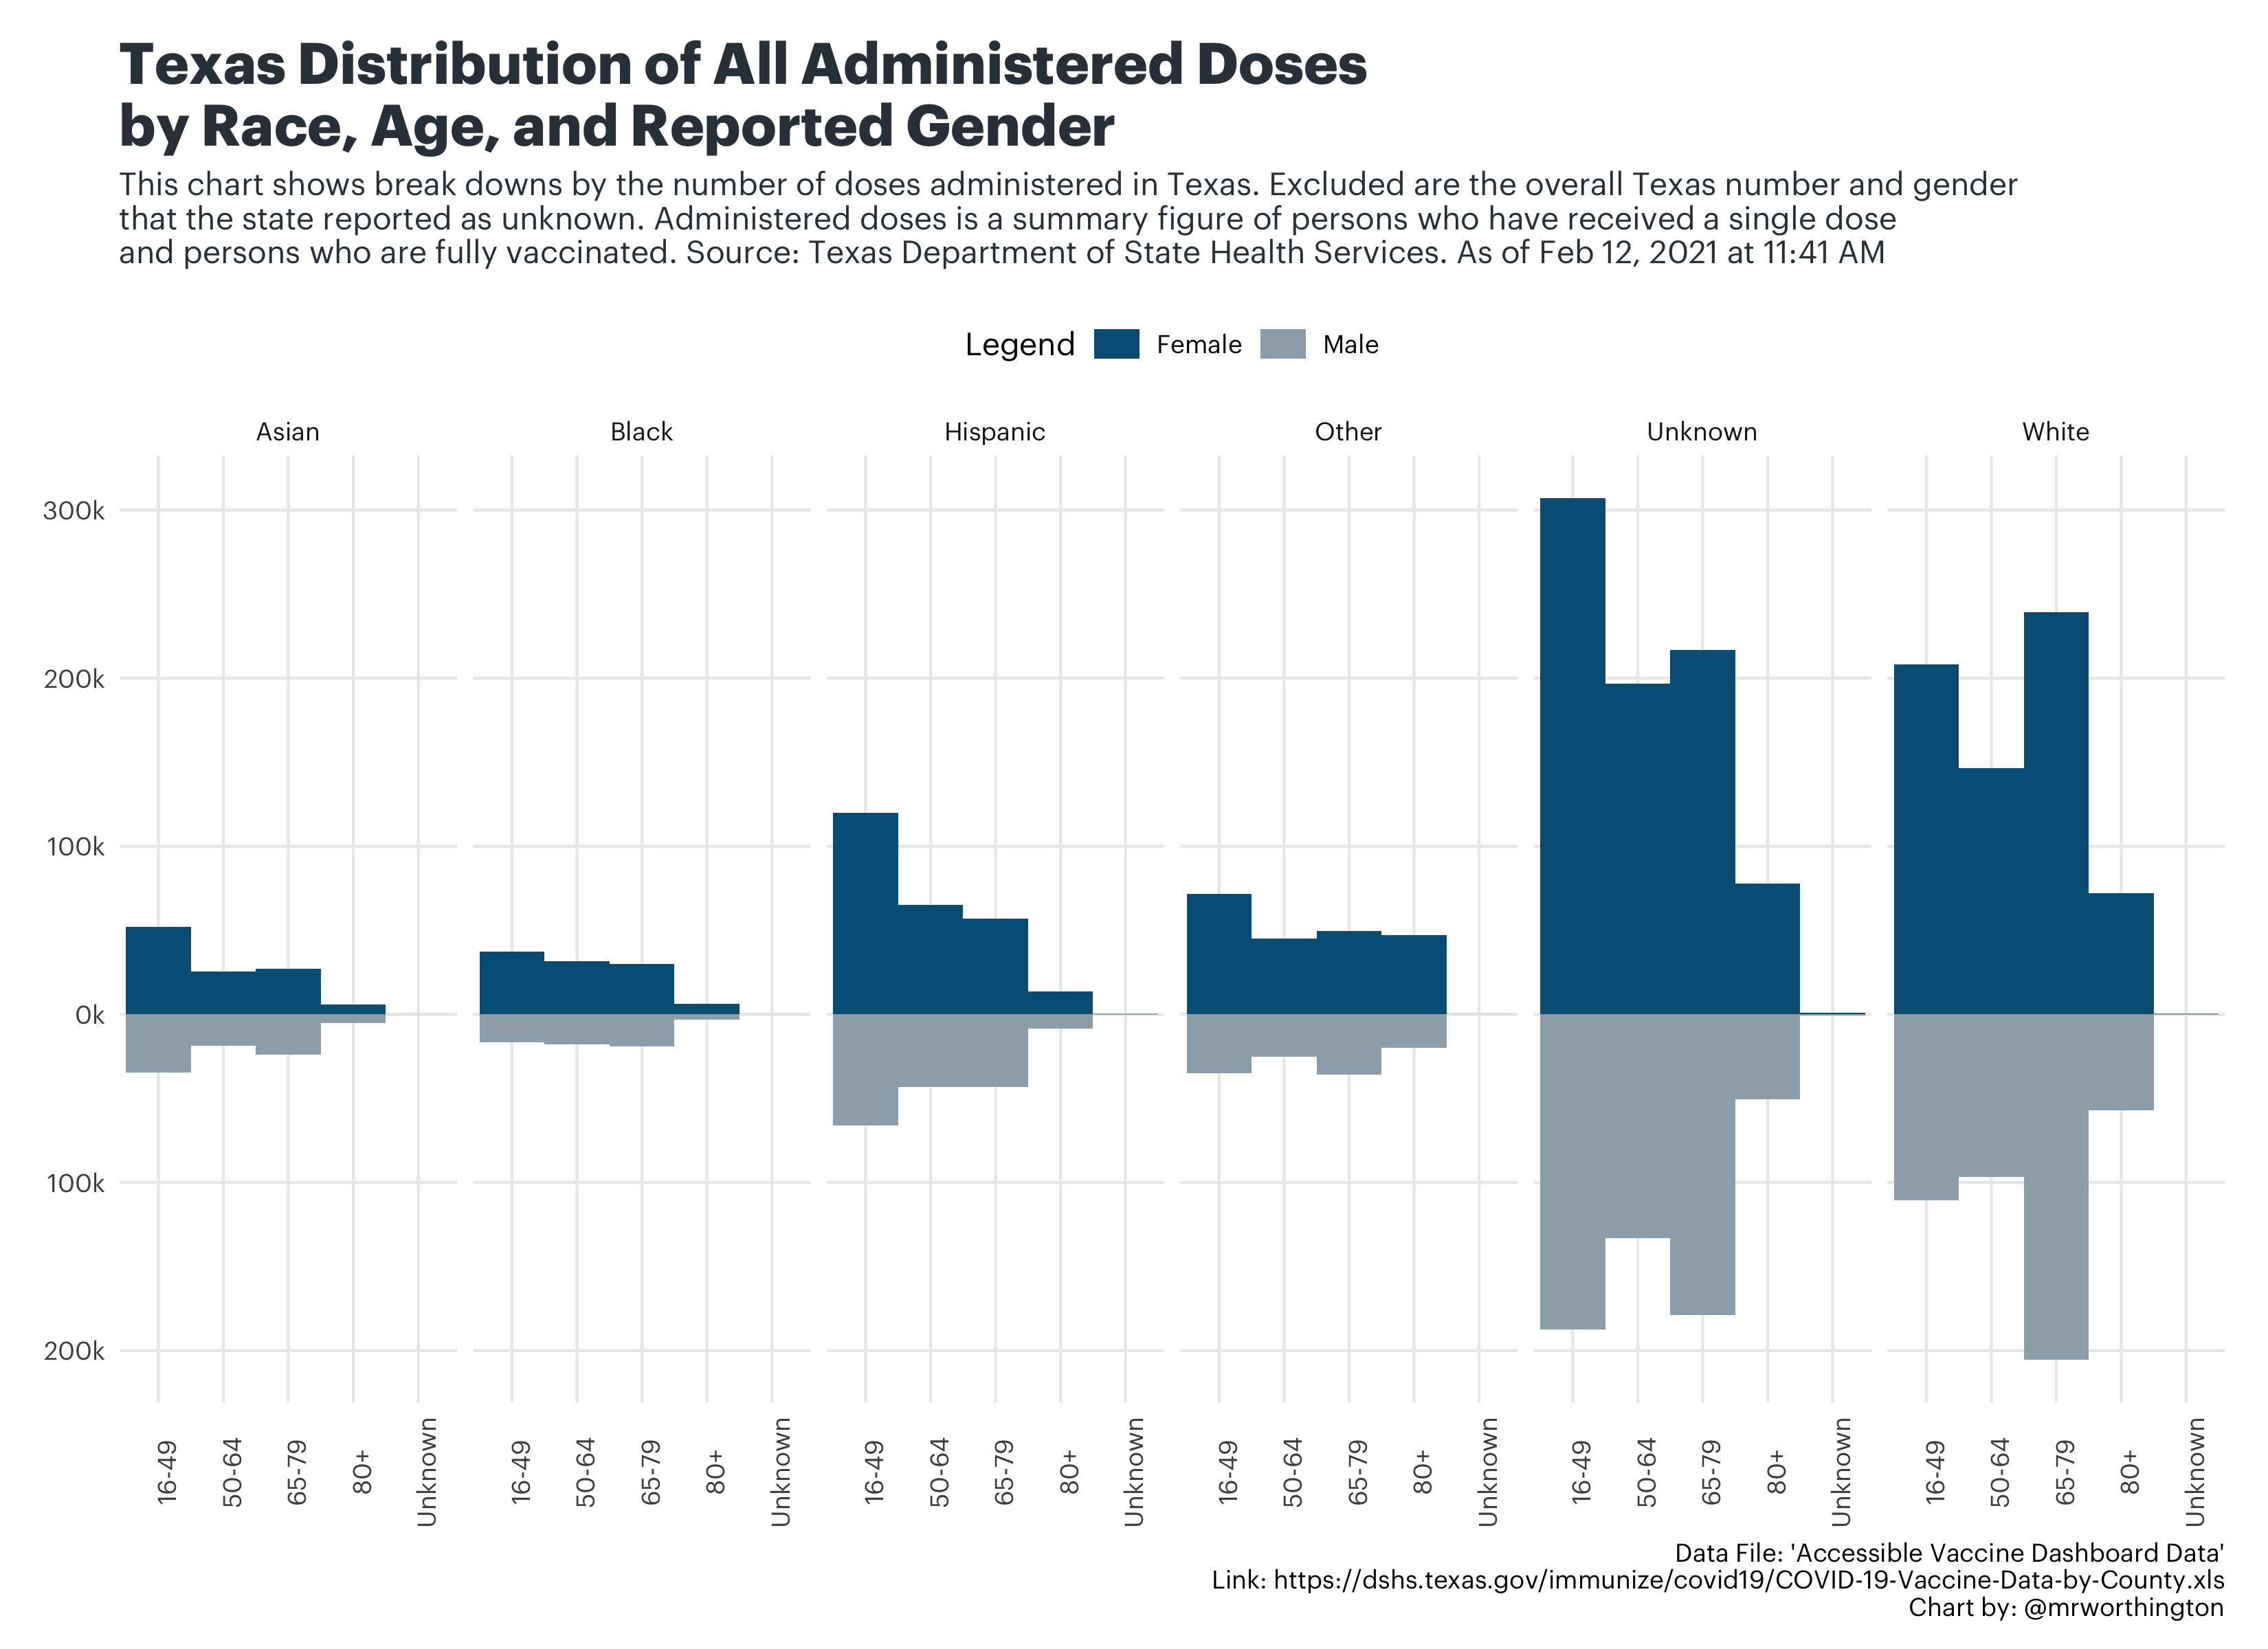 Texas Distribution of All Administered Doses
by Race, Age, and Reported Gender
This chart shows break downs by the number of doses administered in Texas. Excluded are the overall Texas number and gender
that the state reported as unknown. Administered doses is a summary figure of persons who have received a single dose
and persons who are fully vaccinated. Source: Texas Department of State Health Services. As of Feb 12, 2021 at 11:41 AM
Legend Female Male
Asian Black Hispanic Other Unknown White
300k
200k
100k
0k
100k
200k
16-49 50-64 65-79 80+ Unknown 16-49 50-64 65-79 80+ Unknown 16-49 50-64 65-79 80+ Unknown 16-49 50-64 65-79 80+ Unknown 16-49 50-64 65-79 80+ Unknown 16-49 50-64 65-79 80+ Unknown
Data File: 'Accessible Vaccine Dashboard Data'
Link: https://dshs.texas.gov/immunize/covid19/COVID-19-Vaccine-Data-by-County.xls
Chart by: @mrworthington